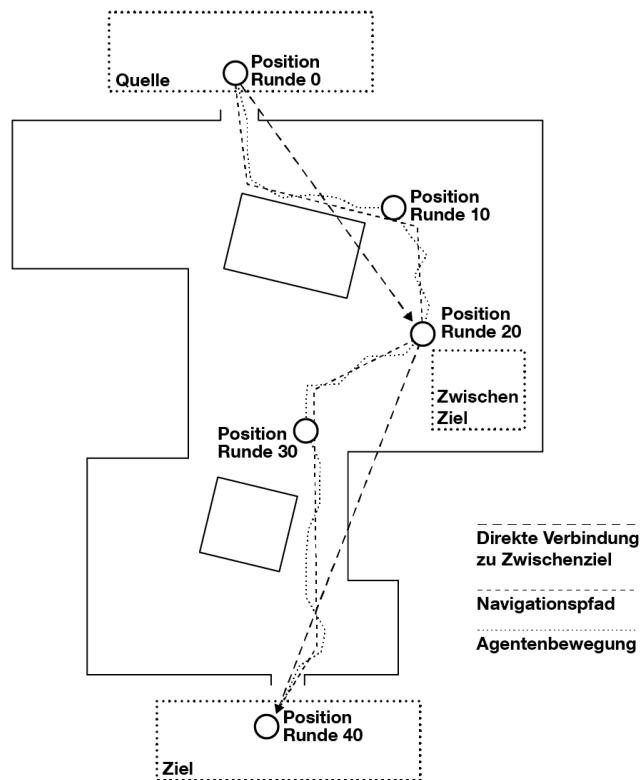 Position
Runde 0
Quelle
Position
Runde 10
Position
Runde 20
Zwischen
Ziel
Position
Runde 30
Direkte Verbindung
zu Zwischenziel
Navigationspfad
Agentenbewegung
Position
Runde 40
Ziel